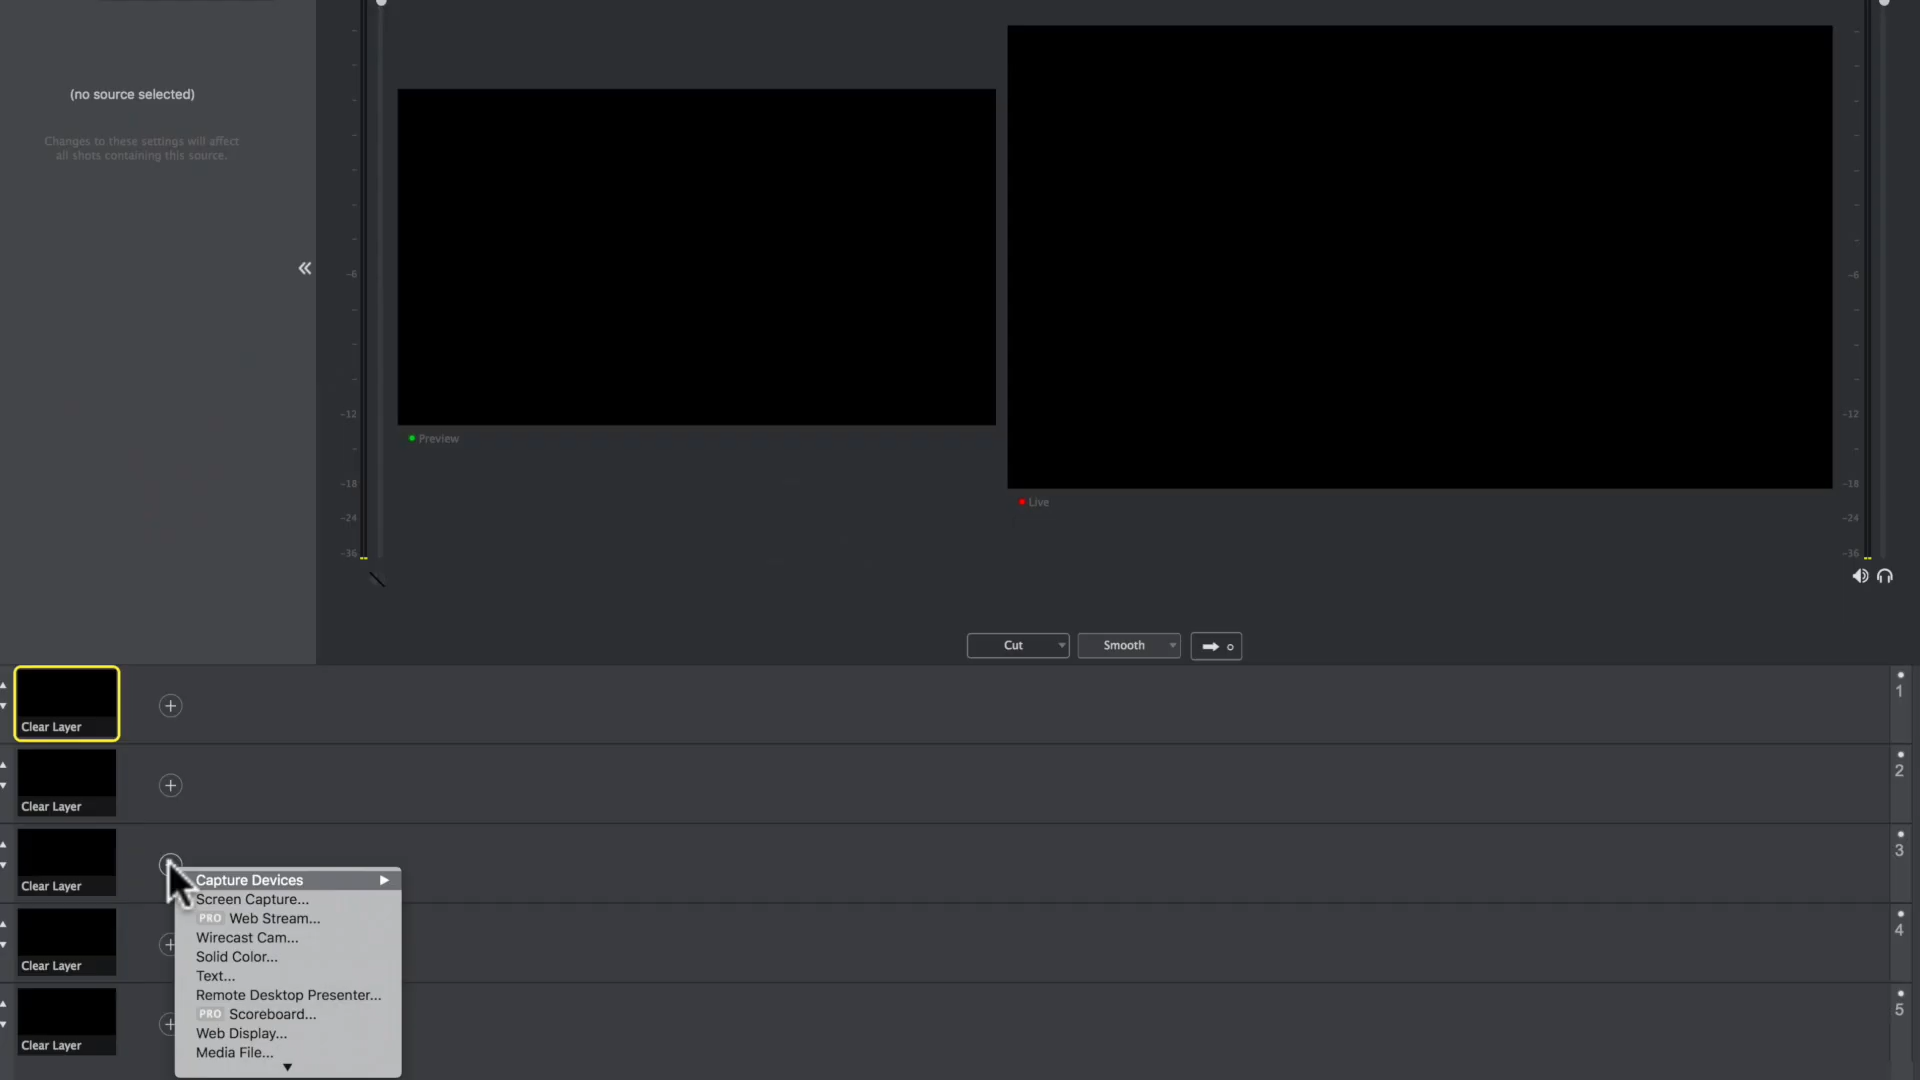 (no source selected)
Changes to these settings will affect
all shots containing this source.
-6
-12
-18
-24
-36
Preview
Live
-6
-12
-18
-24
-36
Cut
Smooth
Clear Layer
1
Clear Layer
2
Clear Layer
3
Clear Layer
4
Clear Layer
5
Capture Devices
Screen Capture...
PRO Web Stream...
Wirecast Cam...
Solid Color...
Text...
Remote Desktop Presenter...
PRO Scoreboard...
Web Display...
Media File...